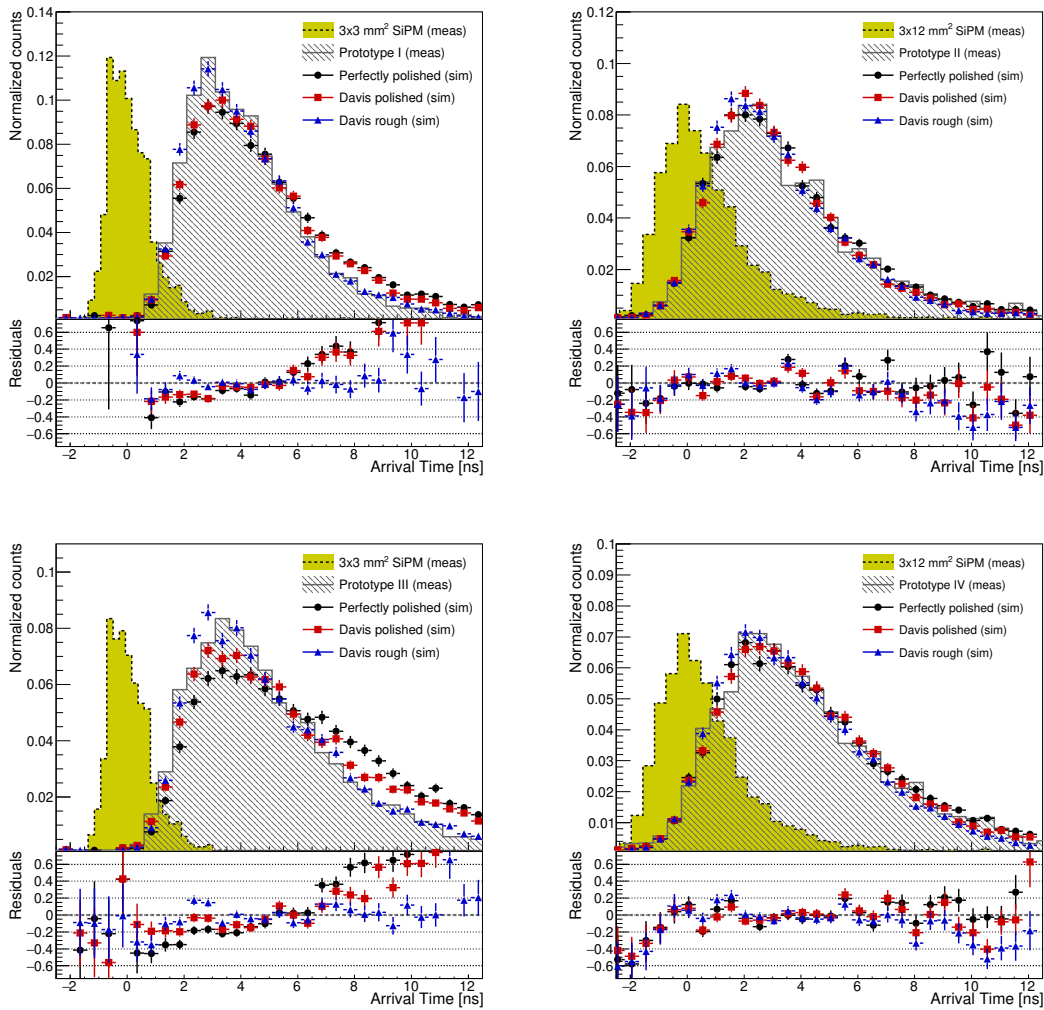 Normalized counts
0.14
0.12
0.1
0.08
0.06
0.04
0.02
3x3 mm² SiPM (meas)
Prototype I (meas)
Perfectly polished (sim)
Davis polished (sim)
Davis rough (sim)
Residuals
0.6
0.4
0.2
0
−0.2
−0.4
−0.6
−2 0 2 4 6 8 10 12
Arrival Time [ns]
Normalized counts
0.12
0.1
0.08
0.06
0.04
0.02
3x12 mm² SiPM (meas)
Prototype II (meas)
Perfectly polished (sim)
Davis polished (sim)
Davis rough (sim)
Residuals
0.6
0.4
0.2
0
−0.2
−0.4
−0.6
−2 0 2 4 6 8 10 12
Arrival Time [ns]
Normalized counts
0.1
0.08
0.06
0.04
0.02
3x3 mm² SiPM (meas)
Prototype III (meas)
Perfectly polished (sim)
Davis polished (sim)
Davis rough (sim)
Residuals
0.6
0.4
0.2
0
−0.2
−0.4
−0.6
−2 0 2 4 6 8 10 12
Arrival Time [ns]
Normalized counts
0.1
0.09
0.08
0.07
0.06
0.05
0.04
0.03
0.02
0.01
3x12 mm² SiPM (meas)
Prototype IV (meas)
Perfectly polished (sim)
Davis polished (sim)
Davis rough (sim)
Residuals
0.6
0.4
0.2
0
−0.2
−0.4
−0.6
−2 0 2 4 6 8 10 12
Arrival Time [ns]